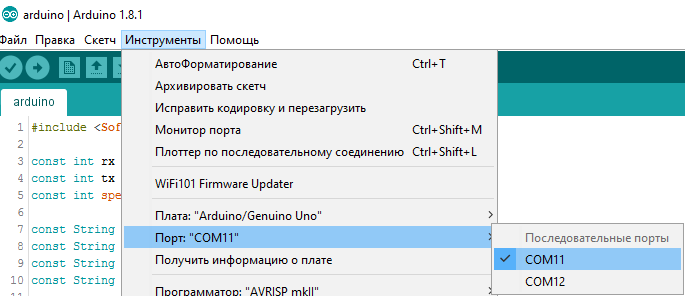 arduino | Arduino 1.8.1
Файл Правка Скетч Инструменты Помощь
АвтоФорматирование Ctrl+T
Архивировать скетч
Исправить кодировку и перезагрузить
Монитор порта Ctrl+Shift+M
Плоттер по последовательному соединению Ctrl+Shift+L
WiFi101 Firmware Updater
Плата: "Arduino/Genuino Uno"
Порт: "COM11"
Получить информацию о плате
Программатор: "AVRISP mkII"
Последовательные порты
COM11
COM12
arduino
1 #include <Sof
2
3 const int rx
4 const int tx
5 const int spe
6
7 const String
8 const String
9 const String
10 const String